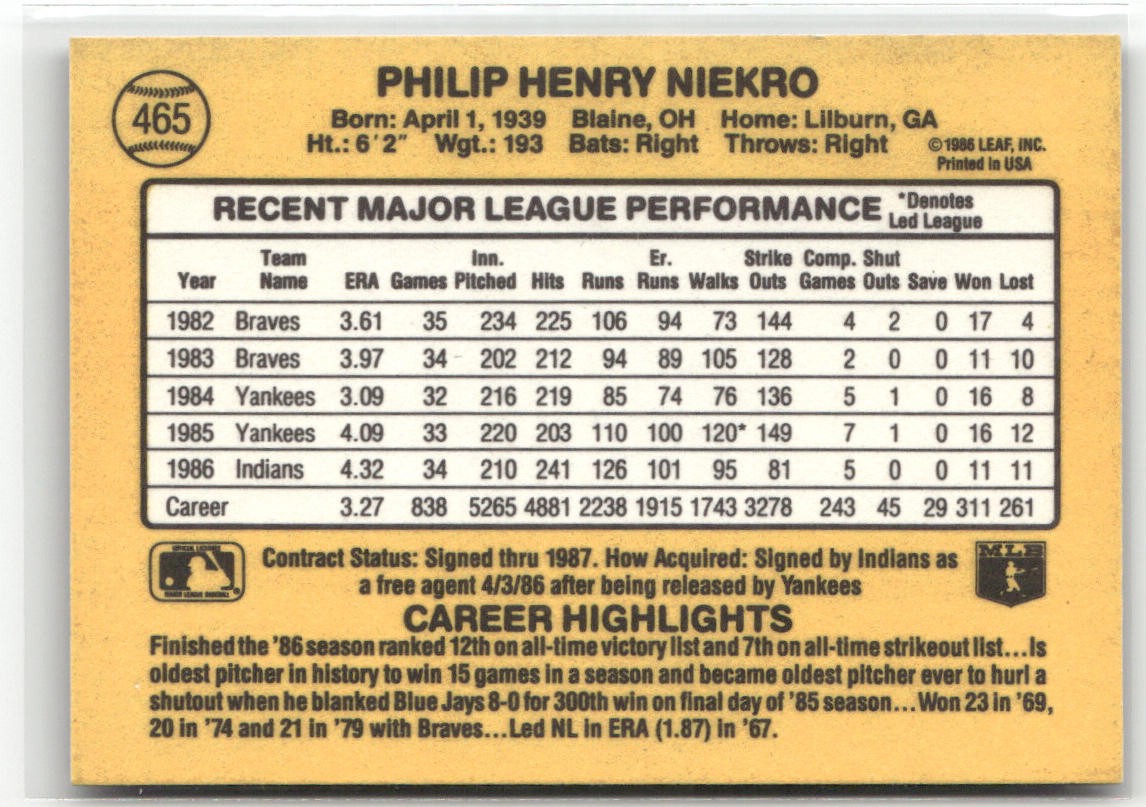 465
PHILIP HENRY NIEKRO
Born: April 1, 1939 Blaine, OH Home: Lilburn, GA
Ht.: 6'2" Wgt.: 193 Bats: Right Throws: Right
©1986 LEAF, INC.
Printed in USA
RECENT MAJOR LEAGUE PERFORMANCE *Denotes Led League
Year Team Name ERA Games Inn. Pitched Hits Runs Er. Runs Walks Strike Outs Comp. Games Shut Outs Save Won Lost
1982 Braves 3.61 35 234 225 106 94 73 144 4 2 0 17 4
1983 Braves 3.97 34 202 212 94 89 105 128 2 0 0 11 10
1984 Yankees 3.09 32 216 219 85 74 76 136 5 1 0 16 8
1985 Yankees 4.09 33 220 203 110 100 120* 149 7 1 0 16 12
1986 Indians 4.32 34 210 241 126 101 95 81 5 0 0 11 11
Career 3.27 838 5265 4881 2238 1915 1743 3278 243 45 29 311 261
OFFICIAL LICENSEE
MAJOR LEAGUE BASEBALL
Contract Status: Signed thru 1987. How Acquired: Signed by Indians as
a free agent 4/3/86 after being released by Yankees
MLB
CAREER HIGHLIGHTS
Finished the '86 season ranked 12th on all-time victory list and 7th on all-time strikeout list...Is
oldest pitcher in history to win 15 games in a season and became oldest pitcher ever to hurl a
shutout when he blanked Blue Jays 8-0 for 300th win on final day of '85 season...Won 23 in '69,
20 in '74 and 21 in '79 with Braves...Led NL in ERA (1.87) in '67.